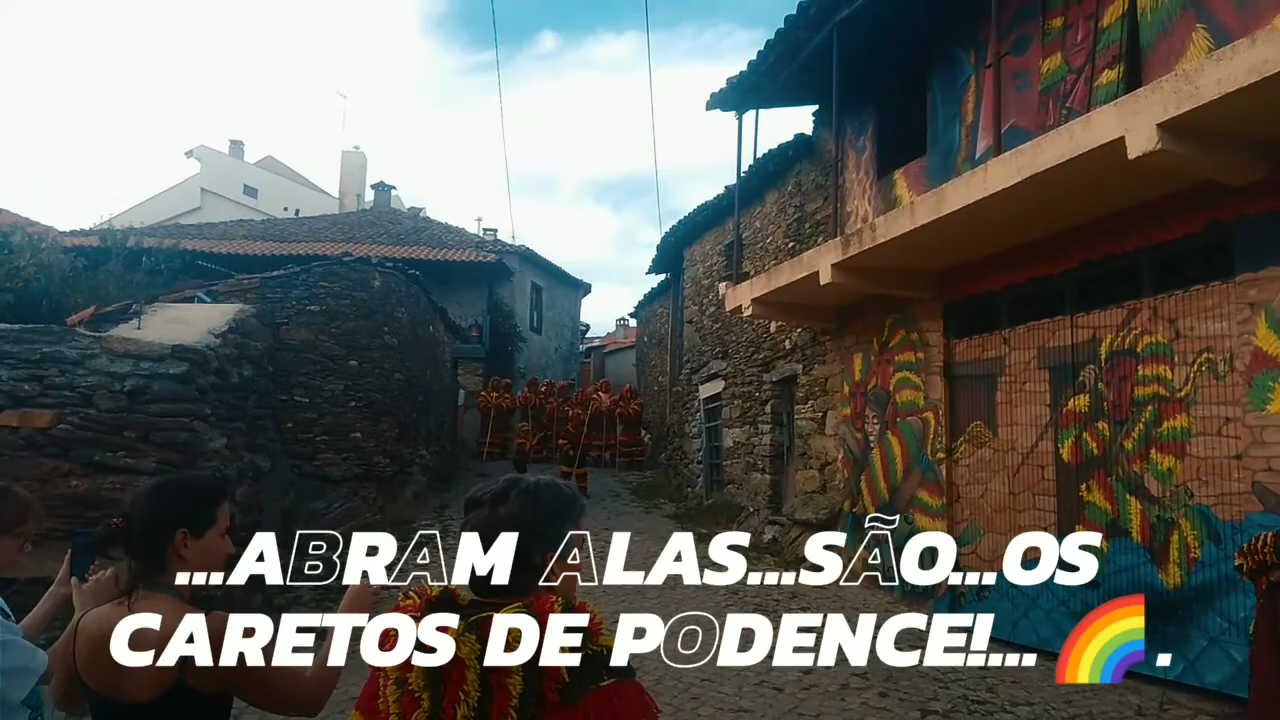 ...ABRAM ALAS...SÃO...OS
CARETOS DE PODENCE!... 🌈 .